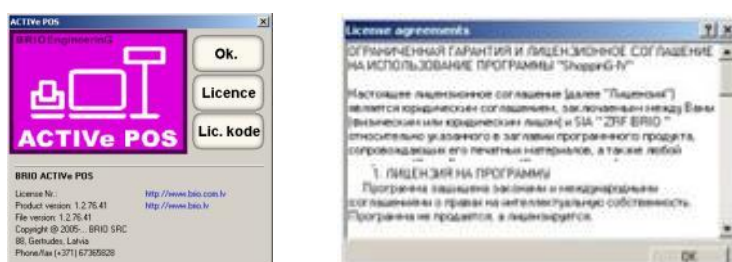 ACTIVe POS
BRIO EngineerinG
Ok.
Licence
Lic. kode
ACTIVe POS
BRIO ACTIVe POS
License Nr.:
http://www.brio.com.lv
Product version: 1.2.76.41
http://www.brio.lv
File version: 1.2.76.41
Copyright @ 2005-... BRIO SRC
88, Gertrudes, Latvia
Phone/fax (+371) 67365828
License agreements
ОГРАНИЧЕННАЯ ГАРАНТИЯ И ЛИЦЕНЗИОННОЕ СОГЛАШЕНИЕ
НА ИСПОЛЬЗОВАНИЕ ПРОГРАММЫ "ShoppinG-IV"
Настоящее лицензионное соглашение (далее "Лицензия")
является юридическим соглашением, заключаемым между Вами
(физическим или юридическим лицом) и SIA "ZRF BRIO "
относительно указанного в заглавии программного продукта,
сопровождающих его печатных материалов, а также любой
1. ЛИЦЕНЗИЯ НА ПРОГРАММУ
Программа защищена законами и международными
соглашениями о правах на интеллектуальную собственность.
Программа не продается, а лицензируется.
OK